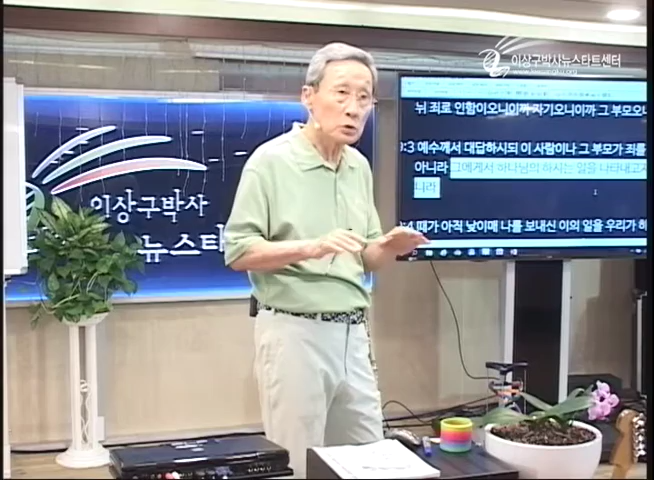 이상구박사뉴스타트센터
뉘 죄로 인함이오니이까 자기오니이까 그 부모오니
:3 예수께서 대답하시되 이 사람이나 그 부모가 죄를
아니라 그에게서 하나님의 하시는 일을 나타내고자
니라
:4 때가 아직 낮이매 나를 보내신 이의 일을 우리가 하
이상구박사
뉴스타